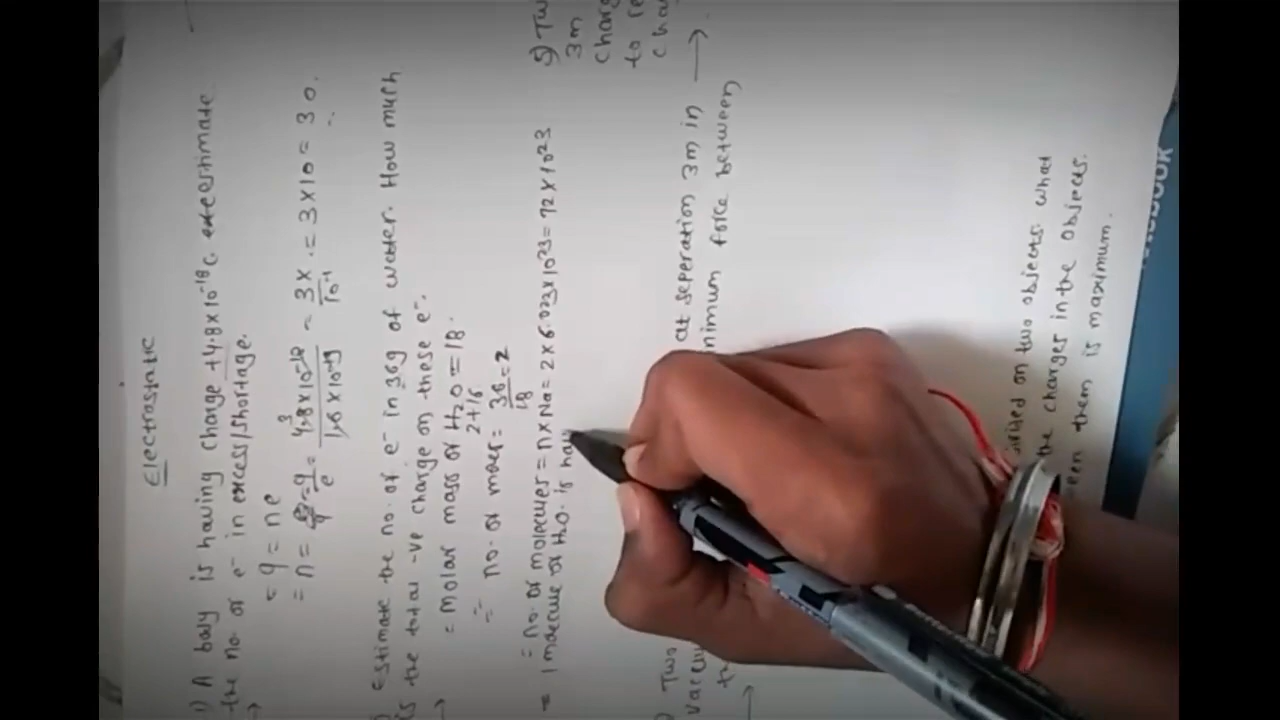 Electrostatic
1) A body is having charge +4.8×10⁻¹⁸ C. estimate
the no. of e⁻ in excess/shortage.
= q = ne
= n = q/e = 4.8×10⁻¹⁸ / 1.6×10⁻¹⁹ = 3× 1/10⁻¹ = 3×10 = 30.
Estimate the no. of e⁻ in 36g of water. How much
is the total -ve charge on these e⁻.
→ = molar mass of H₂O = 18.
2+16
= no. of moles = 36/18 = 2
= no. of molecules = n×Na = 2×6.023×10²³ = 12×10²³
= 1 molecule of H₂O. is hav
Two at seperation 3m in
nimum force between
→
5) Tw
3m
charg
to re
cha
→
on two objects. what
the charges in the objects.
een them is maximum.